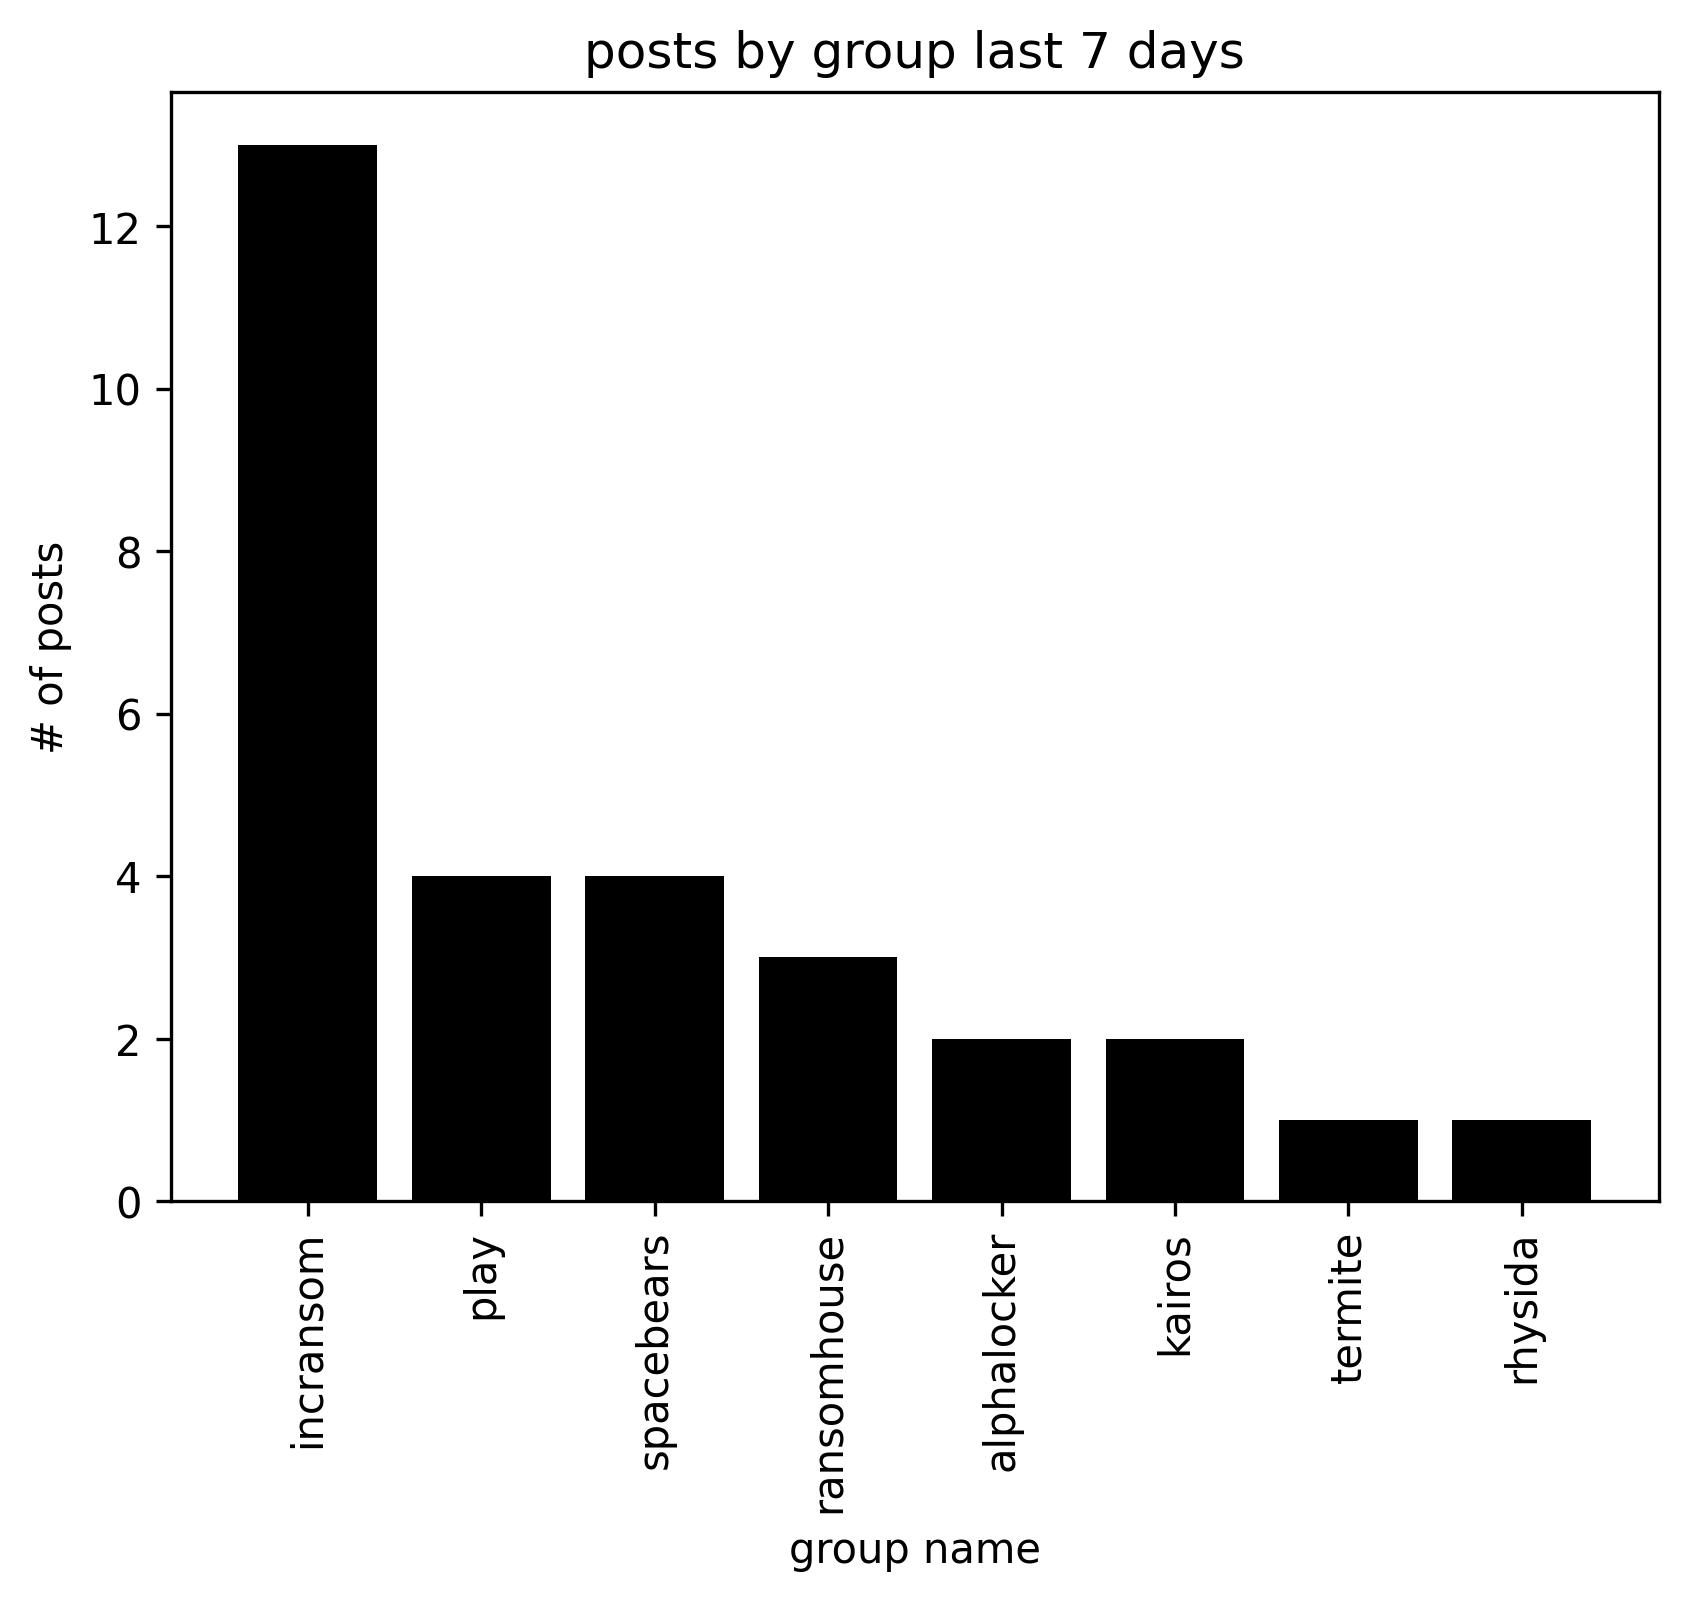 posts by group last 7 days
# of posts
12
10
8
6
4
2
0
incransom
play
spacebears
ransomhouse
alphalocker
kairos
termite
rhysida
group name